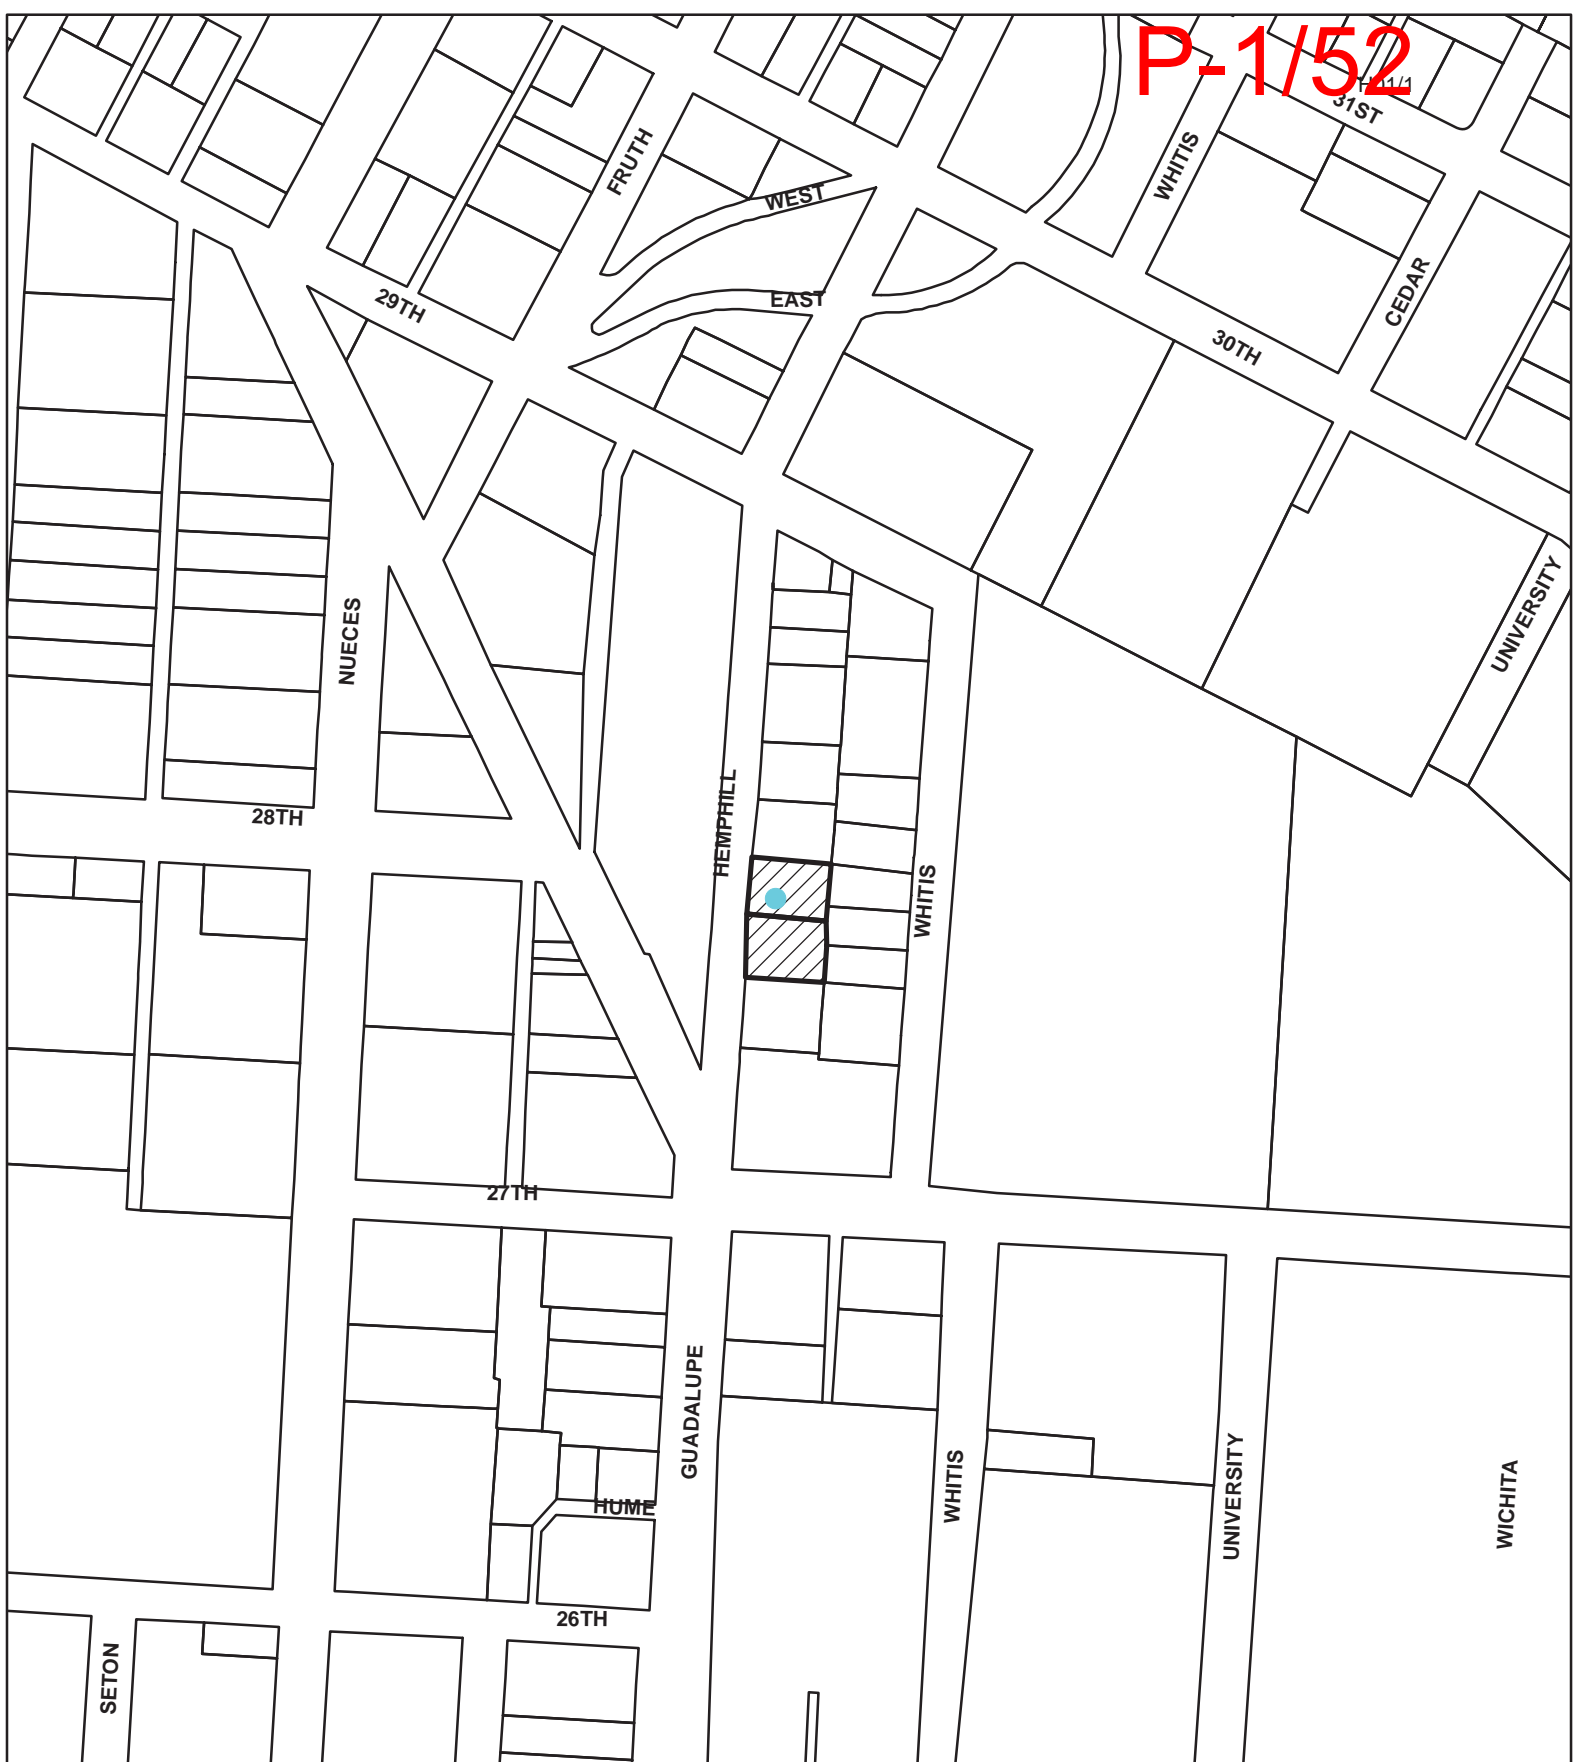 P-1/52
31ST
FRUTH
WHITIS
WEST
CEDAR
29TH
EAST
30TH
NUECES
UNIVERSITY
28TH
HEMPHILL
WHITIS
27TH
GUADALUPE
WHITIS
UNIVERSITY
WICHITA
HUME
26TH
SETON